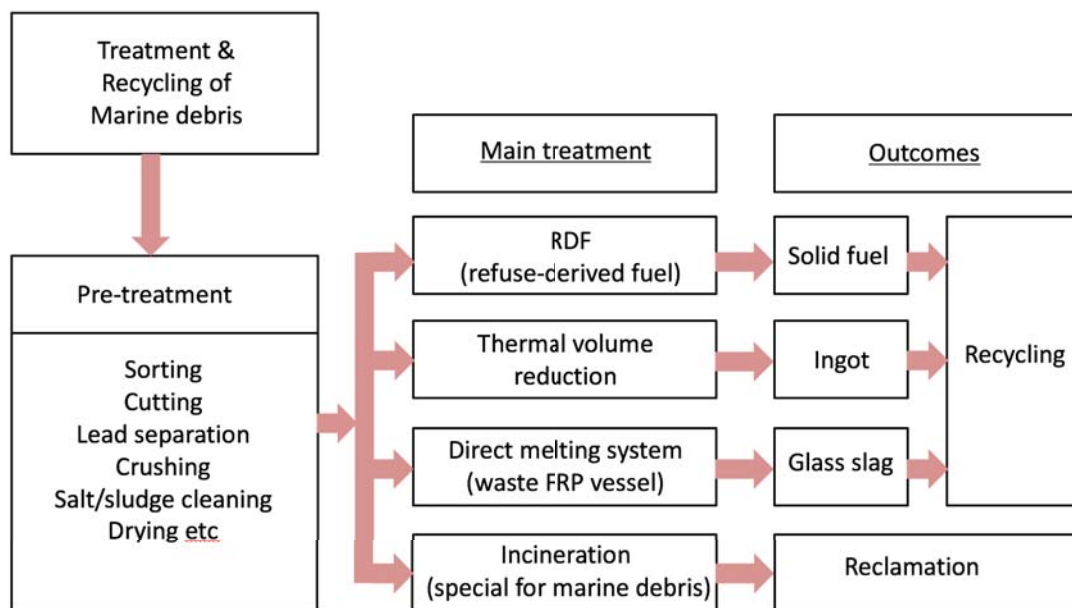 Treatment &
Recycling of
Marine debris
Pre-treatment
Sorting
Cutting
Lead separation
Crushing
Salt/sludge cleaning
Drying etc
Main treatment
RDF
(refuse-derived fuel)
Thermal volume
reduction
Direct melting system
(waste FRP vessel)
Incineration
(special for marine debris)
Outcomes
Solid fuel
Ingot
Glass slag
Recycling
Reclamation